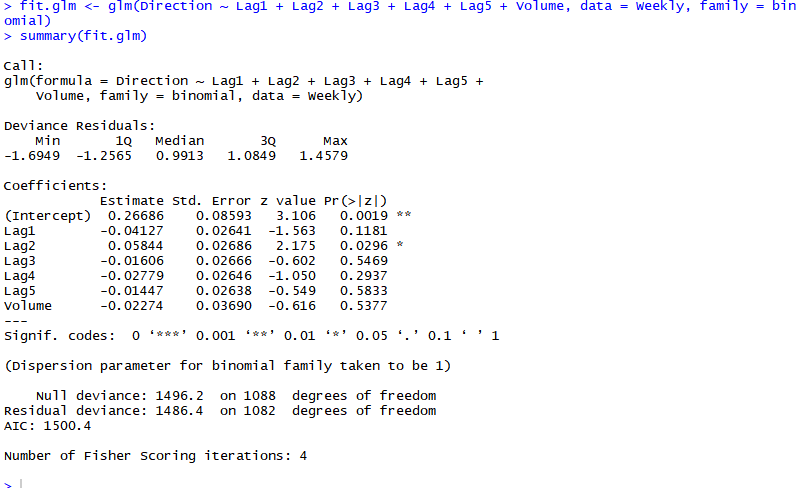 > fit.glm <- glm(Direction ~ Lag1 + Lag2 + Lag3 + Lag4 + Lag5 + Volume, data = Weekly, family = bin
omial)
> summary(fit.glm)

Call:
glm(formula = Direction ~ Lag1 + Lag2 + Lag3 + Lag4 + Lag5 +
    Volume, family = binomial, data = Weekly)

Deviance Residuals:
    Min      1Q  Median      3Q     Max
-1.6949 -1.2565  0.9913  1.0849  1.4579

Coefficients:
            Estimate Std. Error z value Pr(>|z|)
(Intercept)  0.26686    0.08593   3.106   0.0019 **
Lag1        -0.04127    0.02641  -1.563   0.1181
Lag2         0.05844    0.02686   2.175   0.0296 *
Lag3        -0.01606    0.02666  -0.602   0.5469
Lag4        -0.02779    0.02646  -1.050   0.2937
Lag5        -0.01447    0.02638  -0.549   0.5833
Volume      -0.02274    0.03690  -0.616   0.5377
---
Signif. codes:  0 ‘***’ 0.001 ‘**’ 0.01 ‘*’ 0.05 ‘.’ 0.1 ‘ ’ 1

(Dispersion parameter for binomial family taken to be 1)

    Null deviance: 1496.2  on 1088  degrees of freedom
Residual deviance: 1486.4  on 1082  degrees of freedom
AIC: 1500.4

Number of Fisher Scoring iterations: 4

>